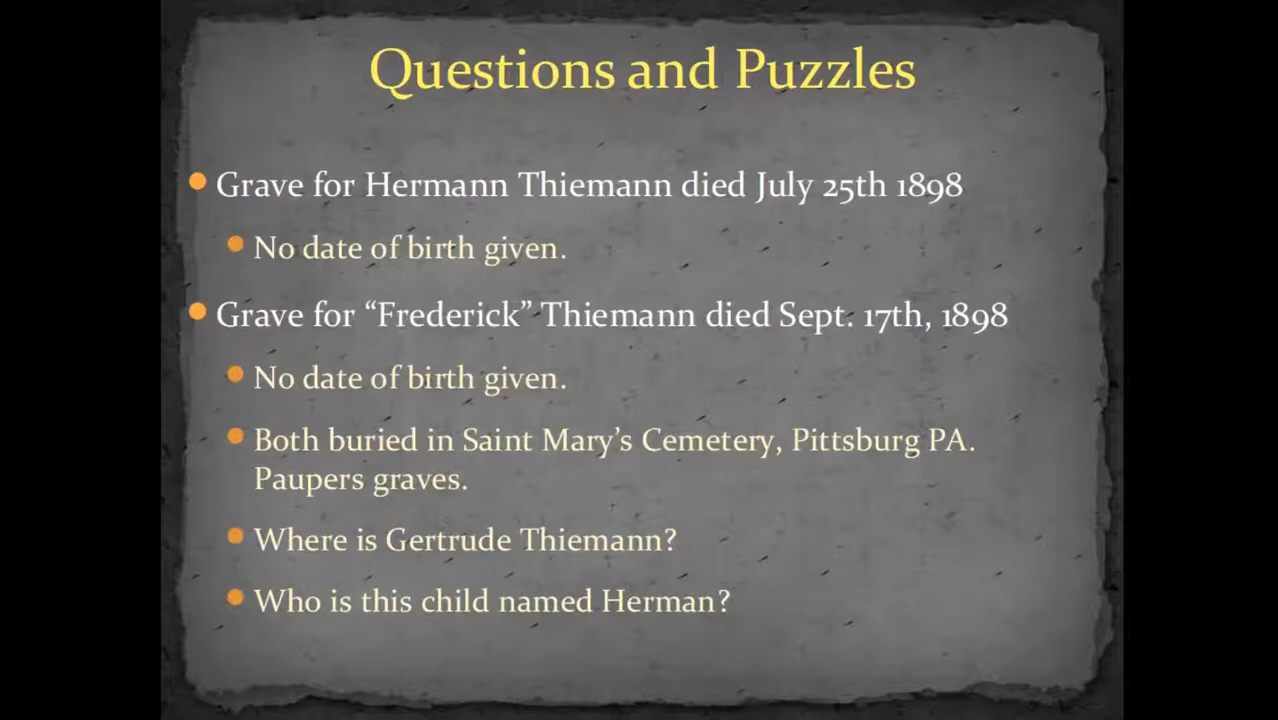 Questions and Puzzles
Grave for Hermann Thiemann died July 25th 1898
No date of birth given.
Grave for “Frederick” Thiemann died Sept. 17th, 1898
No date of birth given.
Both buried in Saint Mary’s Cemetery, Pittsburg PA.
Paupers graves.
Where is Gertrude Thiemann?
Who is this child named Herman?